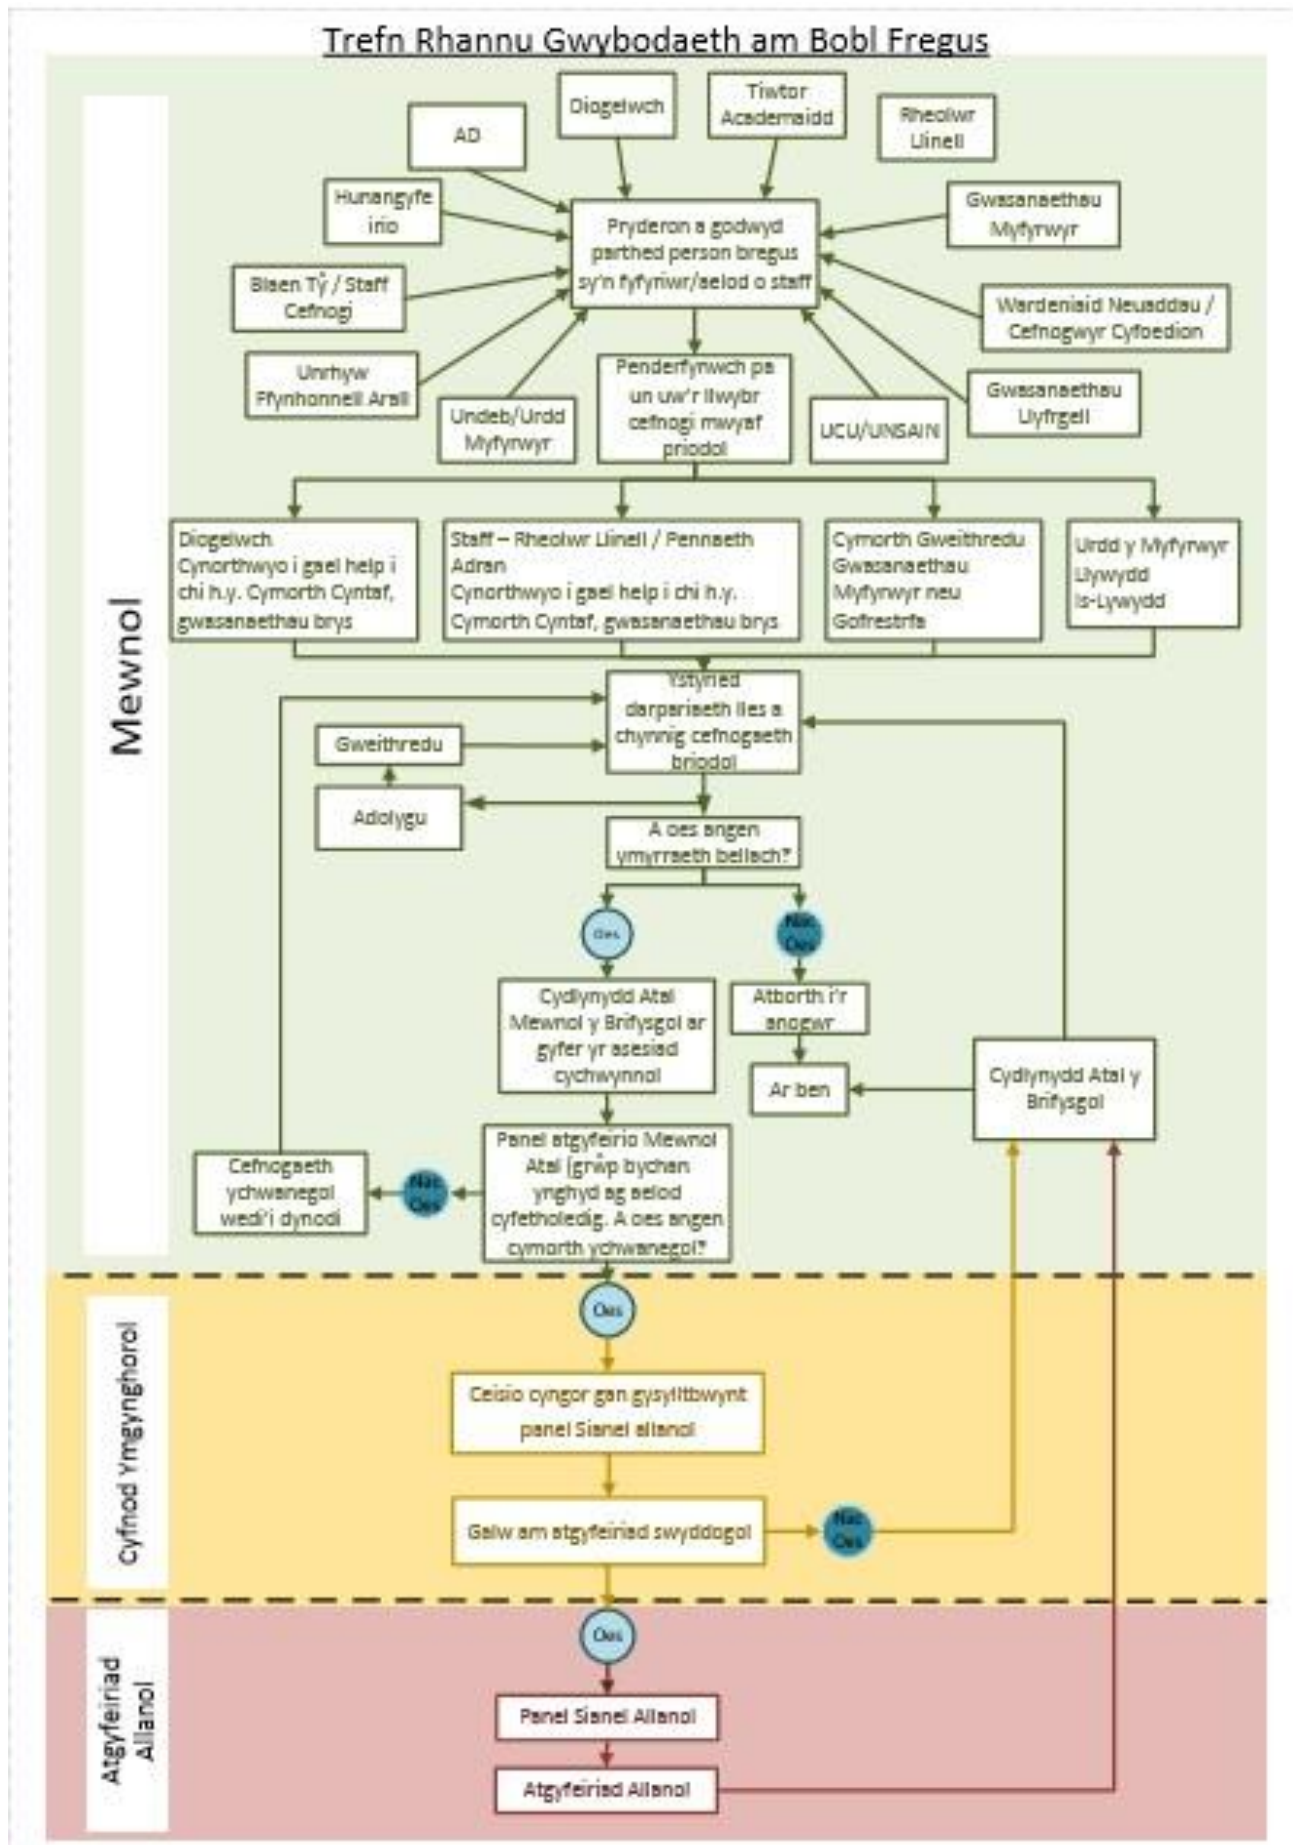 Trefn Rhannu Gwybodaeth am Bobl Fregus
Diogelwch
Tiwtor
Academaidd
Rheolwr
Llinell
AD
Hunangyfe
irio
Gwasanaethau
Myfyrwyr
Pryderon a godwyd
parthed person bregus
sy'n fyfyriwr/aelod o staff
Blaen Tŷ / Staff
Cefnogi
Wardeniaid Neuaddau /
Cefnogwyr Cyfoedion
Unrhyw
Ffynhonnell Arall
Undeb/Urdd
Myfyrwyr
Penderfynwch pa
un uw'r llwybr
cefnogi mwyaf
priodol
UCU/UNSAIN
Gwasanaethau
Llyfrgell
Diogelwch
Cynorthwyo i gael help i
chi h.y. Cymorth Cyntaf,
gwasanaethau brys
Staff – Rheolwr Llinell / Pennaeth
Adran
Cynorthwyo i gael help i chi h.y.
Cymorth Cyntaf, gwasanaethau brys
Cymorth Gweithredu
Gwasanaethau
Myfyrwyr neu
Gofrestrfa
Urdd y Myfyrwyr
Llywydd
Is-Lywydd
Mewnol
Ystyried
darpariaeth lles a
chynnig cefnogaeth
briodol
Gweithredu
Adolygu
A oes angen
ymyrraeth bellach?
Oes
Nac
Oes
Cydlynydd Atal
Mewnol y Brifysgol ar
gyfer yr asesiad
cychwynnol
Atborth i'r
anogwr
Ar ben
Cydlynydd Atal y
Brifysgol
Panel atgyfeirio Mewnol
Atal (grŵp bychan
ynghyd ag aelod
cyfetholedig. A oes angen
cymorth ychwanegol?
Nac
Oes
Cefnogaeth
ychwanegol
wedi'i dynodi
Cyfnod Ymgynghorol
Oes
Ceisio cyngor gan gysylltbwynt
panel Sianel allanol
Galw am atgyfeiriad swyddogol
Nac
Oes
Atgyfeiriad
Allanol
Oes
Panel Sianel Allanol
Atgyfeiriad Allanol